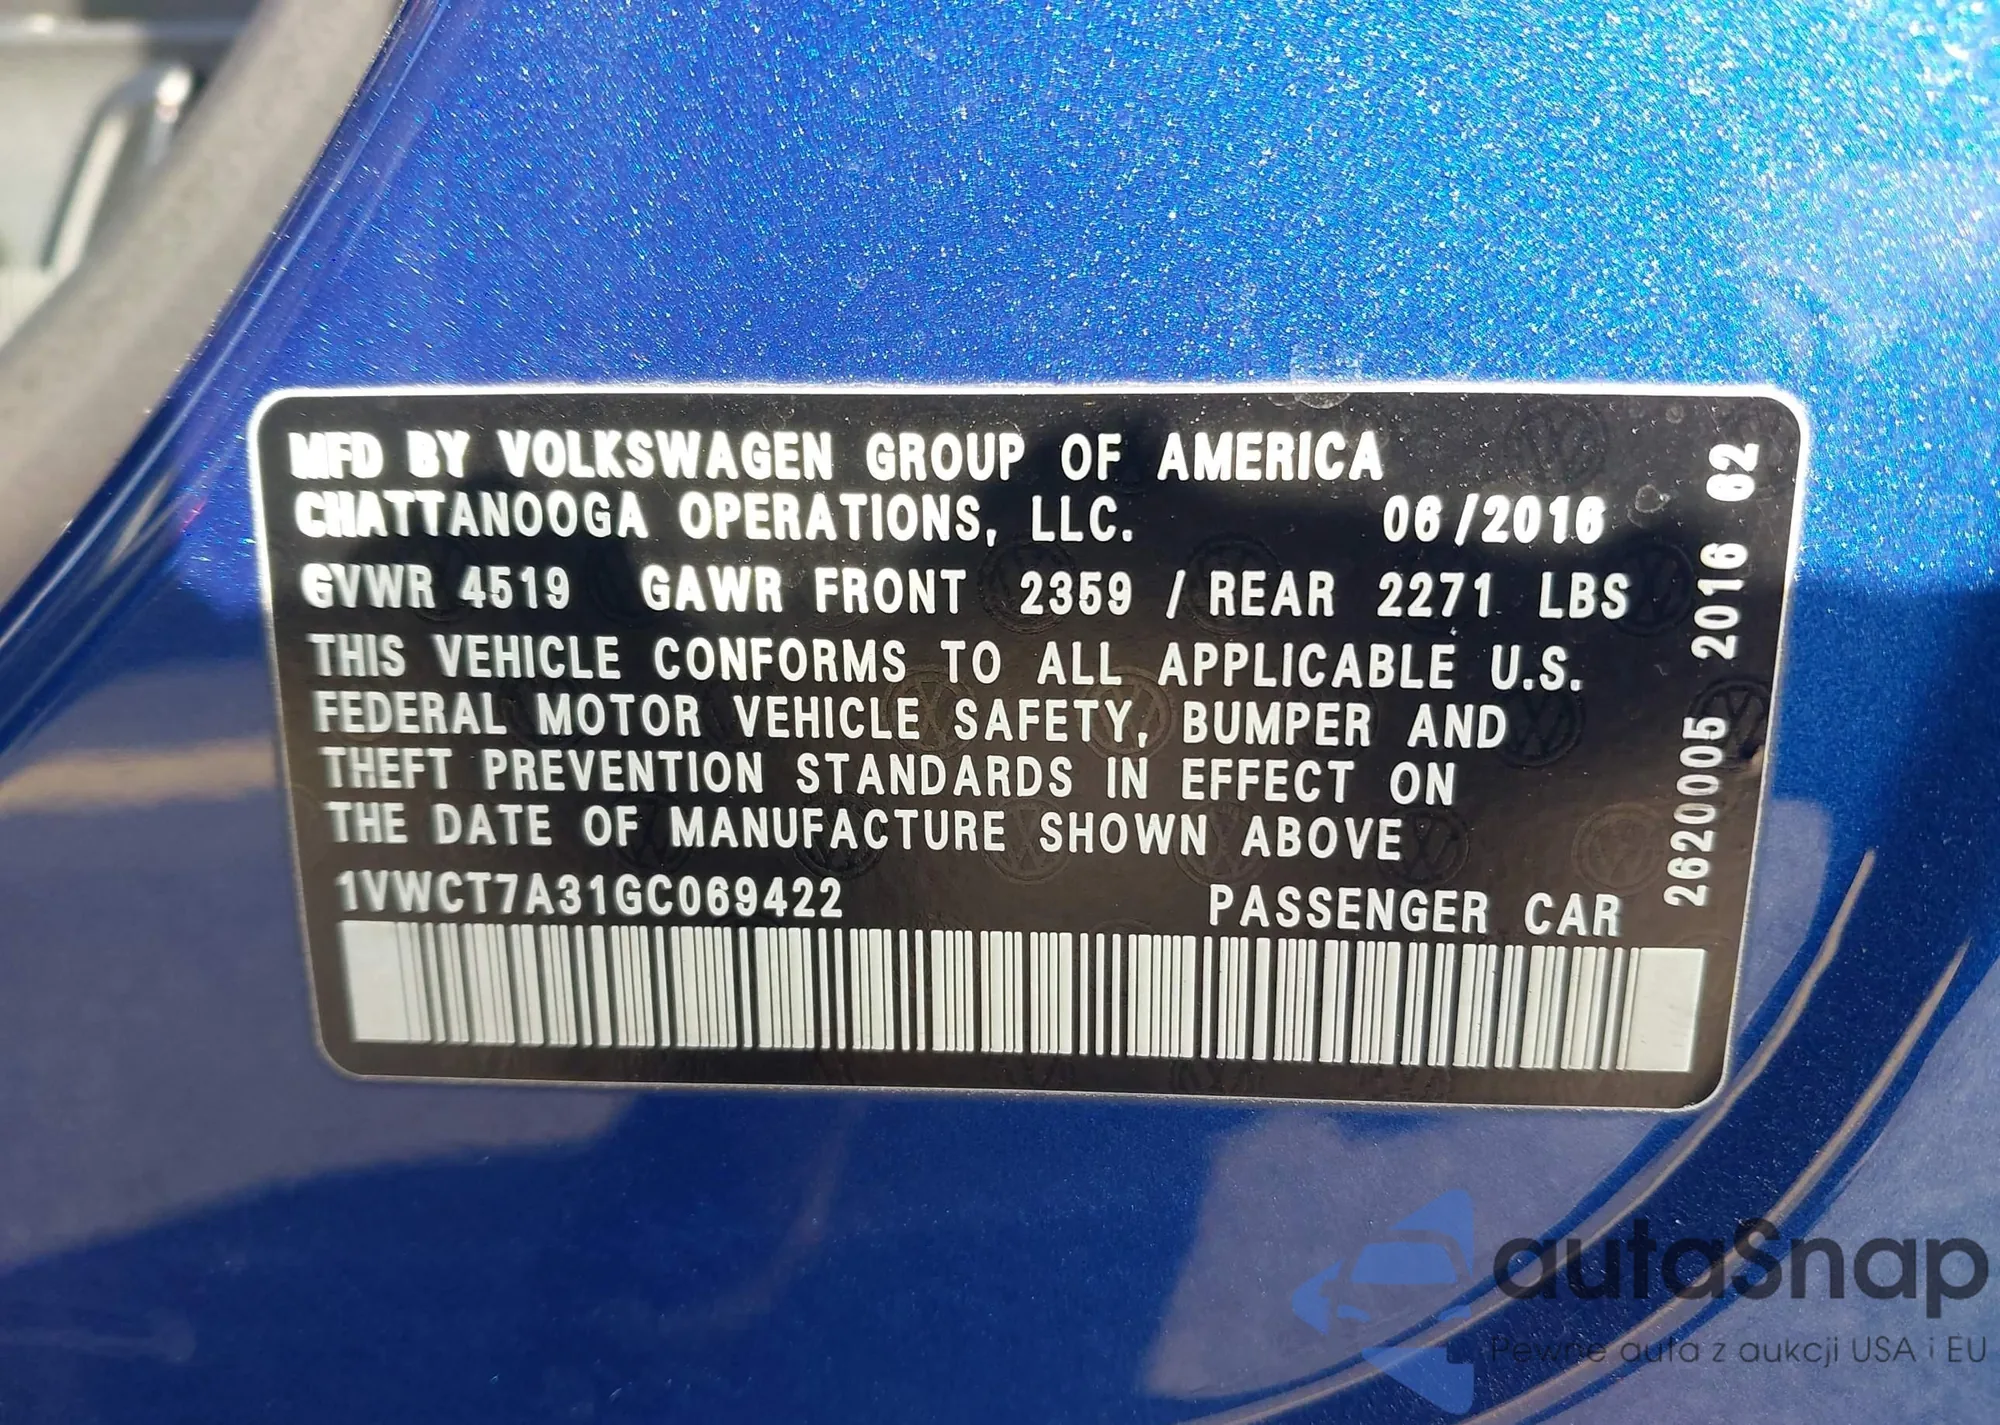 MFD BY VOLKSWAGEN GROUP OF AMERICA
CHATTANOOGA OPERATIONS, LLC. 06/2016
GVWR 4519 GAWR FRONT 2359 / REAR 2271 LBS
THIS VEHICLE CONFORMS TO ALL APPLICABLE U.S.
FEDERAL MOTOR VEHICLE SAFETY, BUMPER AND
THEFT PREVENTION STANDARDS IN EFFECT ON
THE DATE OF MANUFACTURE SHOWN ABOVE
1VWCT7A31GC069422 PASSENGER CAR
2620005 2016 62
autaSnap
Pewne auta z aukcji USA i EU